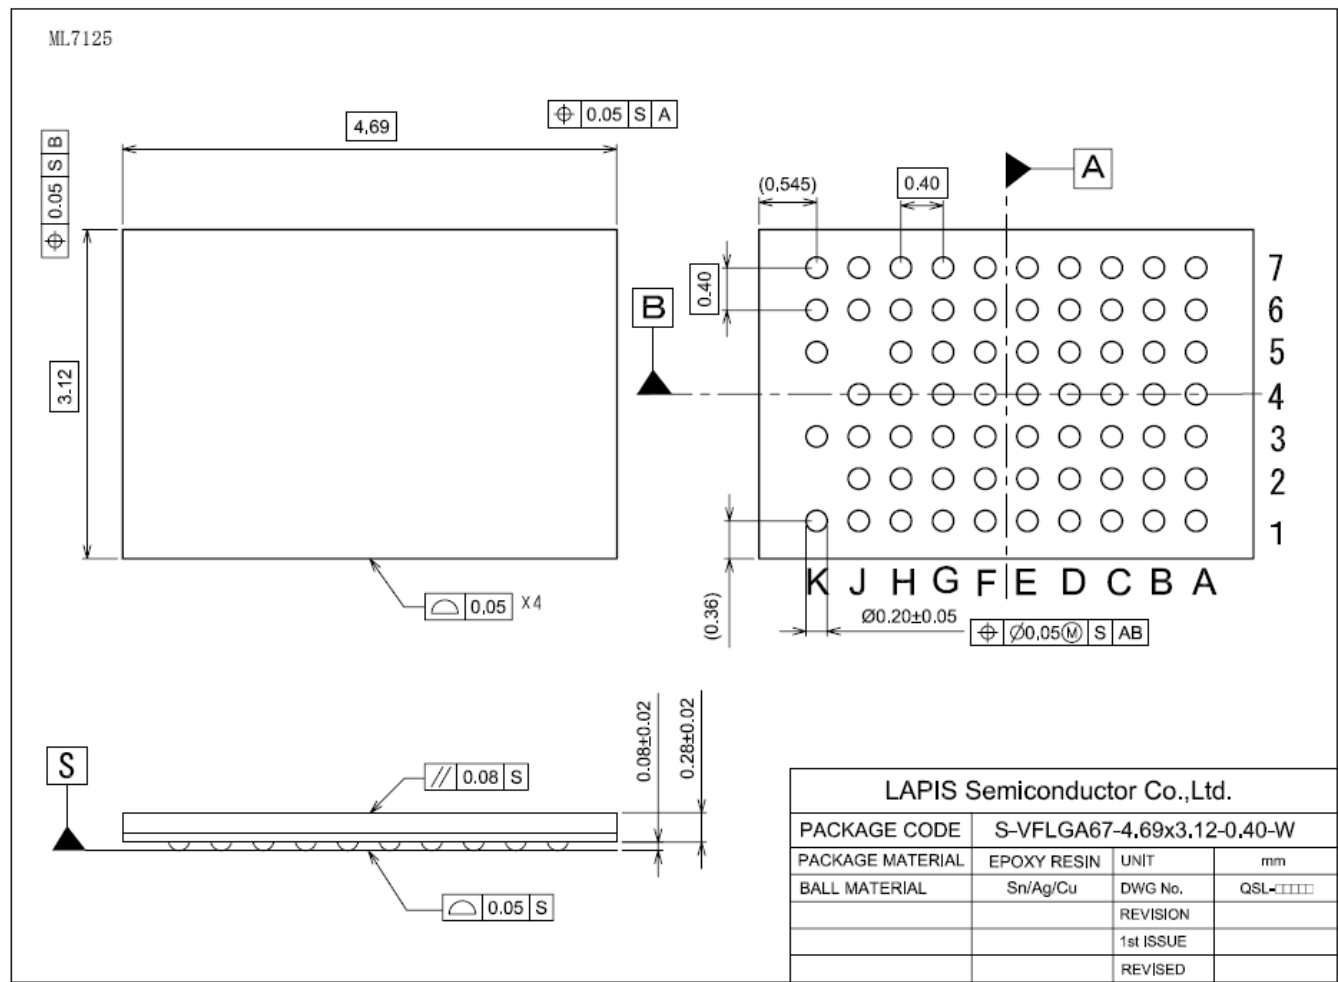 ML7125
4.69
⌖ 0.05 S A
⌖ 0.05 S B
3.12
⌓ 0.05 X4
A
(0.545)
0.40
0.40
B
7
6
5
4
3
2
1
K J H G F E D C B A
(0.36)
Ø0.20±0.05
⌖ Ø0.05Ⓜ S AB
S
// 0.08 S
0.08±0.02
0.28±0.02
⌓ 0.05 S
LAPIS Semiconductor Co.,Ltd.
PACKAGE CODE S-VFLGA67-4.69x3.12-0.40-W
PACKAGE MATERIAL EPOXY RESIN UNIT mm
BALL MATERIAL Sn/Ag/Cu DWG No. QSL-□□□□□
REVISION
1st ISSUE
REVISED